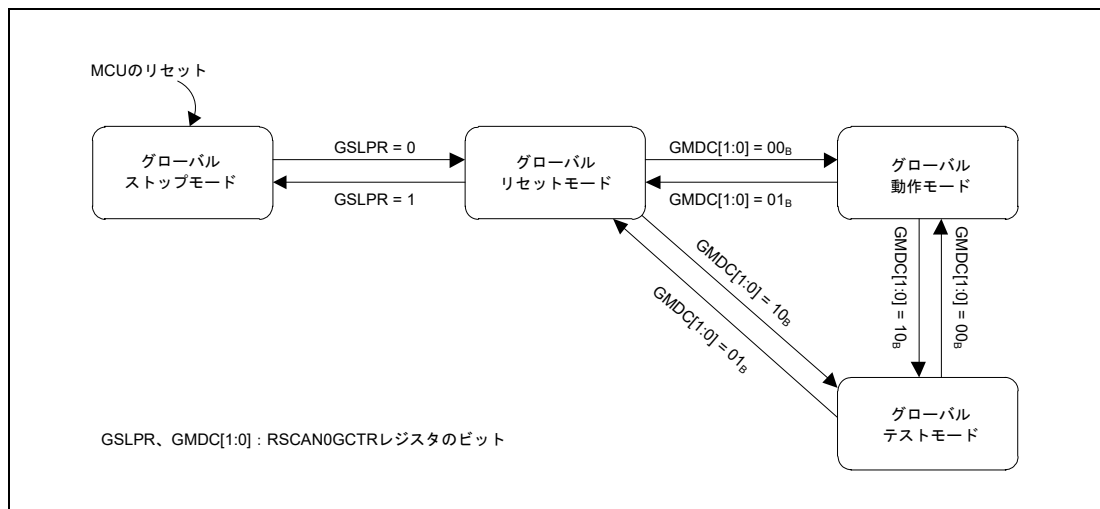 MCUのリセット
グローバル
ストップモード
GSLPR = 0
GSLPR = 1
グローバル
リセットモード
GMDC[1:0] = 00B
GMDC[1:0] = 01B
グローバル
動作モード
GMDC[1:0] = 10B
GMDC[1:0] = 01B
GMDC[1:0] = 10B
GMDC[1:0] = 00B
グローバル
テストモード
GSLPR、GMDC[1:0]：RSCAN0GCTRレジスタのビット